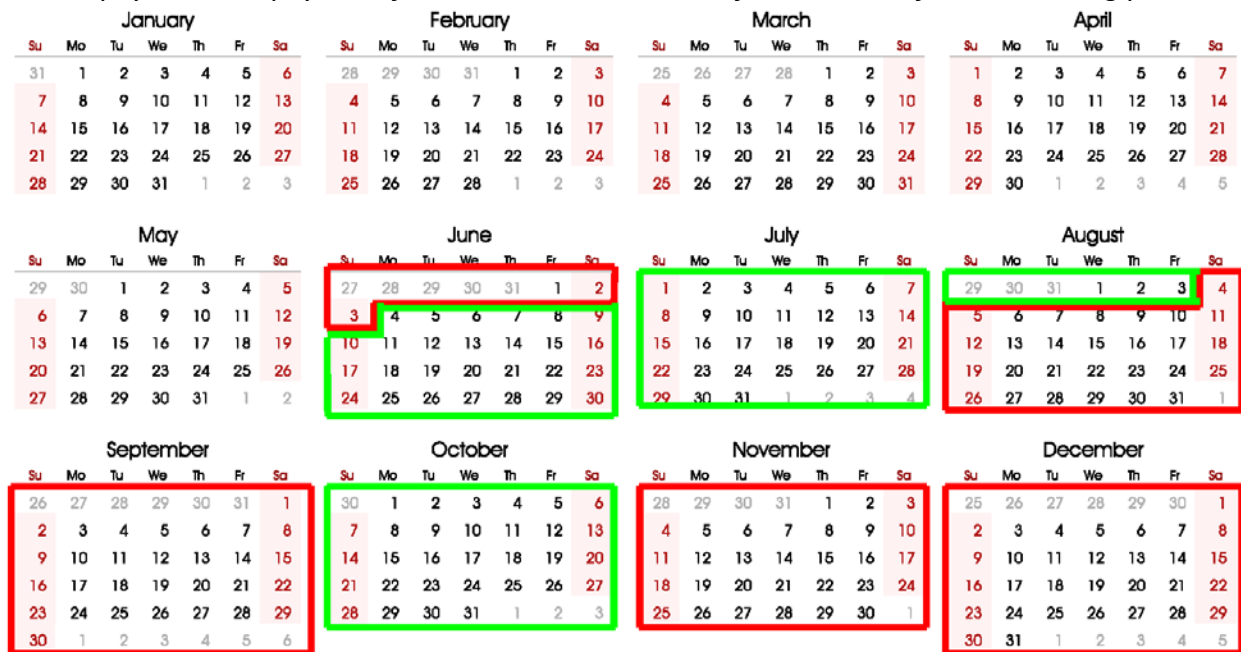 January February March April
Su Mo Tu We Th Fr Sa Su Mo Tu We Th Fr Sa Su Mo Tu We Th Fr Sa Su Mo Tu We Th Fr Sa
31 1 2 3 4 5 6 28 29 30 31 1 2 3 25 26 27 28 1 2 3 1 2 3 4 5 6 7
7 8 9 10 11 12 13 4 5 6 7 8 9 10 4 5 6 7 8 9 10 8 9 10 11 12 13 14
14 15 16 17 18 19 20 11 12 13 14 15 16 17 11 12 13 14 15 16 17 15 16 17 18 19 20 21
21 22 23 24 25 26 27 18 19 20 21 22 23 24 18 19 20 21 22 23 24 22 23 24 25 26 27 28
28 29 30 31 1 2 3 25 26 27 28 1 2 3 25 26 27 28 29 30 31 29 30 1 2 3 4 5
May June July August
Su Mo Tu We Th Fr Sa Su Mo Tu We Th Fr Sa Su Mo Tu We Th Fr Sa Su Mo Tu We Th Fr Sa
29 30 1 2 3 4 5 27 28 29 30 31 1 2 1 2 3 4 5 6 7 29 30 31 1 2 3 4
6 7 8 9 10 11 12 3 4 5 6 7 8 9 8 9 10 11 12 13 14 5 6 7 8 9 10 11
13 14 15 16 17 18 19 10 11 12 13 14 15 16 15 16 17 18 19 20 21 12 13 14 15 16 17 18
20 21 22 23 24 25 26 17 18 19 20 21 22 23 22 23 24 25 26 27 28 19 20 21 22 23 24 25
27 28 29 30 31 1 2 24 25 26 27 28 29 30 29 30 31 1 2 3 4 26 27 28 29 30 31 1
September October November December
Su Mo Tu We Th Fr Sa Su Mo Tu We Th Fr Sa Su Mo Tu We Th Fr Sa Su Mo Tu We Th Fr Sa
26 27 28 29 30 31 1 30 1 2 3 4 5 6 28 29 30 31 1 2 3 25 26 27 28 29 30 1
2 3 4 5 6 7 8 7 8 9 10 11 12 13 4 5 6 7 8 9 10 2 3 4 5 6 7 8
9 10 11 12 13 14 15 14 15 16 17 18 19 20 11 12 13 14 15 16 17 9 10 11 12 13 14 15
16 17 18 19 20 21 22 21 22 23 24 25 26 27 18 19 20 21 22 23 24 16 17 18 19 20 21 22
23 24 25 26 27 28 29 28 29 30 31 1 2 3 25 26 27 28 29 30 1 23 24 25 26 27 28 29
30 1 2 3 4 5 6 30 31 1 2 3 4 5